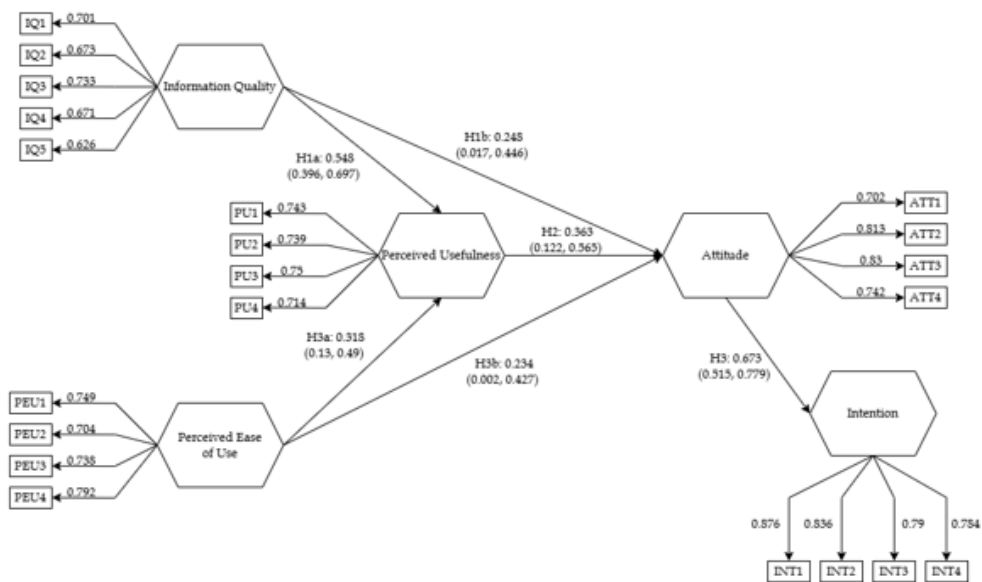 IQ1
0.701
IQ2
0.673
IQ3
0.733
IQ4
0.671
IQ5
0.626
Information Quality
H1b: 0.248
(0.017, 0.446)
H1a: 0.548
(0.396, 0.697)
PU1
0.743
PU2
0.739
PU3
0.75
PU4
0.714
Perceived Usefulness
H2: 0.363
(0.122, 0.565)
Attitude
0.702
ATT1
0.813
ATT2
0.83
ATT3
0.742
ATT4
H3a: 0.318
(0.13, 0.49)
H3b: 0.234
(0.002, 0.427)
H3: 0.673
(0.515, 0.779)
PEU1
0.749
PEU2
0.704
PEU3
0.738
PEU4
0.792
Perceived Ease
of Use
Intention
0.876
0.836
0.79
0.784
INT1
INT2
INT3
INT4